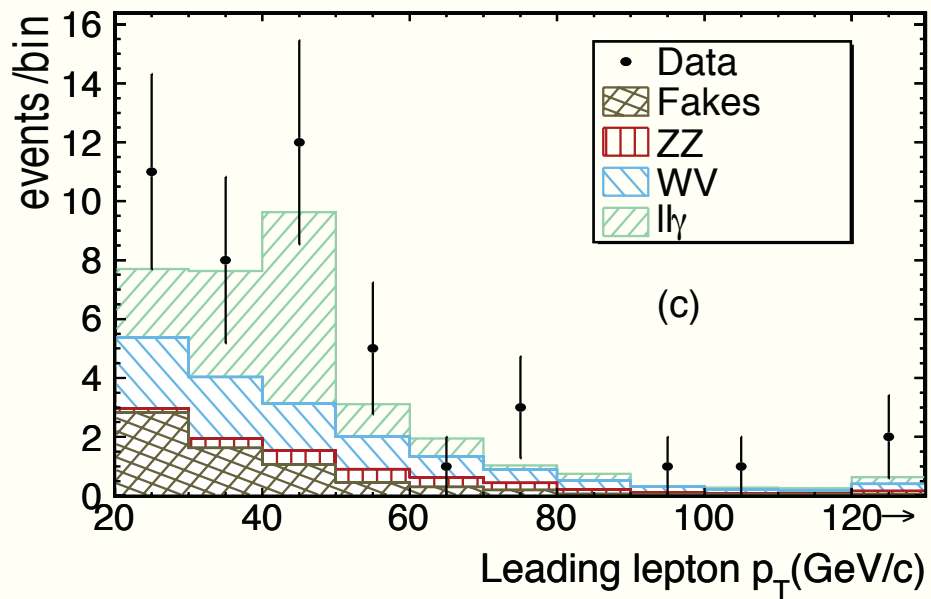 events/bin
16
14
12
10
8
6
4
2
0
Data
Fakes
ZZ
WV
llγ
(c)
20 40 60 80 100 120→
Leading lepton p_T(GeV/c)